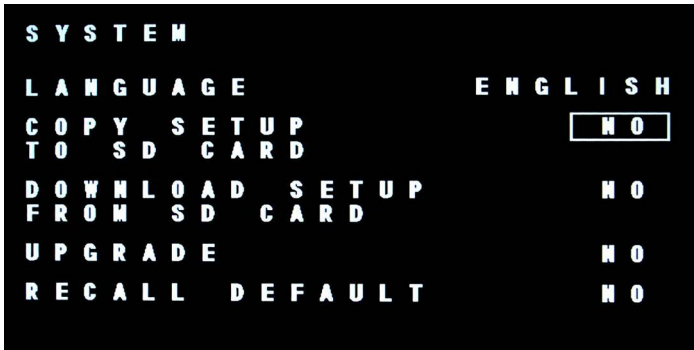 SYSTEM
LANGUAGE ENGLISH
COPY SETUP NO
TO SD CARD
DOWNLOAD SETUP NO
FROM SD CARD
UPGRADE NO
RECALL DEFAULT NO